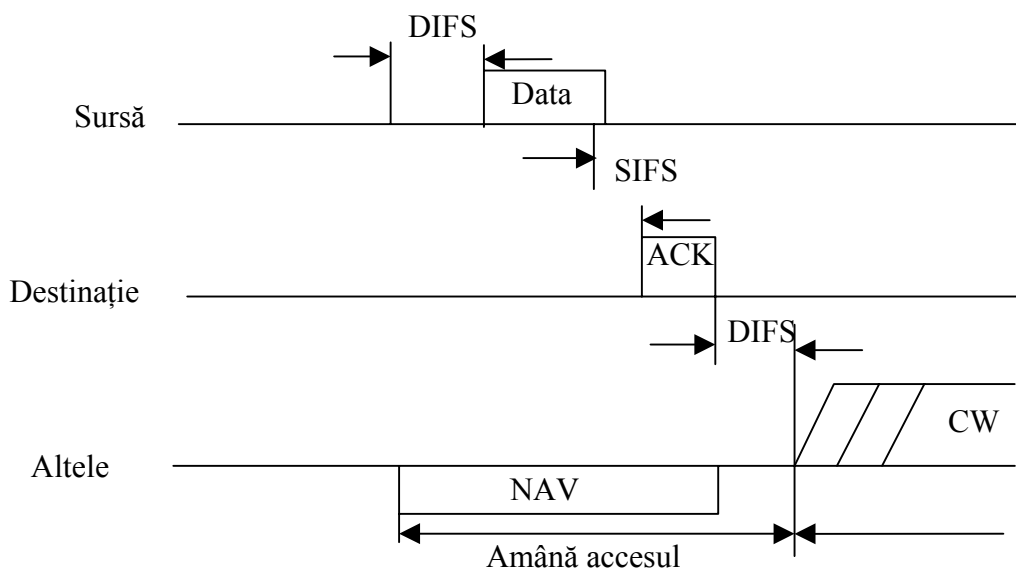 DIFS
Data
Sursă
SIFS
ACK
Destinație
DIFS
CW
Altele
NAV
Amână accesul